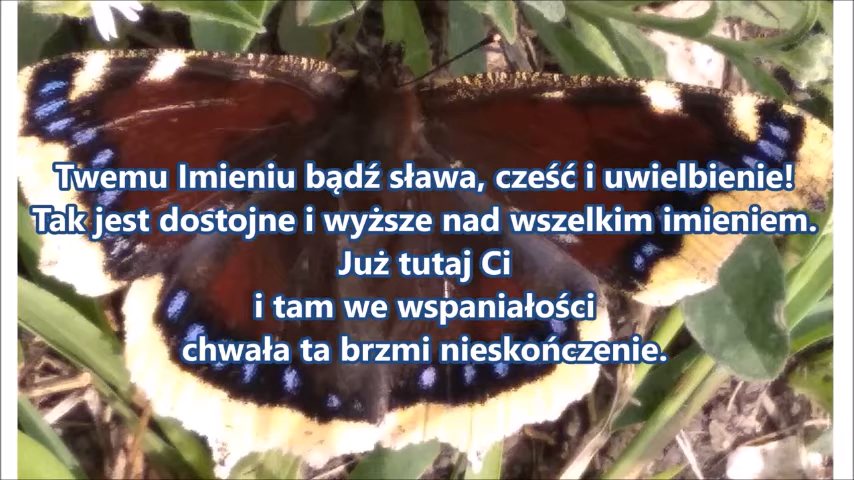 Twemu Imieniu bądź sława, cześć i uwielbienie!
Tak jest dostojne i wyższe nad wszelkim imieniem.
Już tutaj Ci
i tam we wspaniałości
chwała ta brzmi nieskończenie.